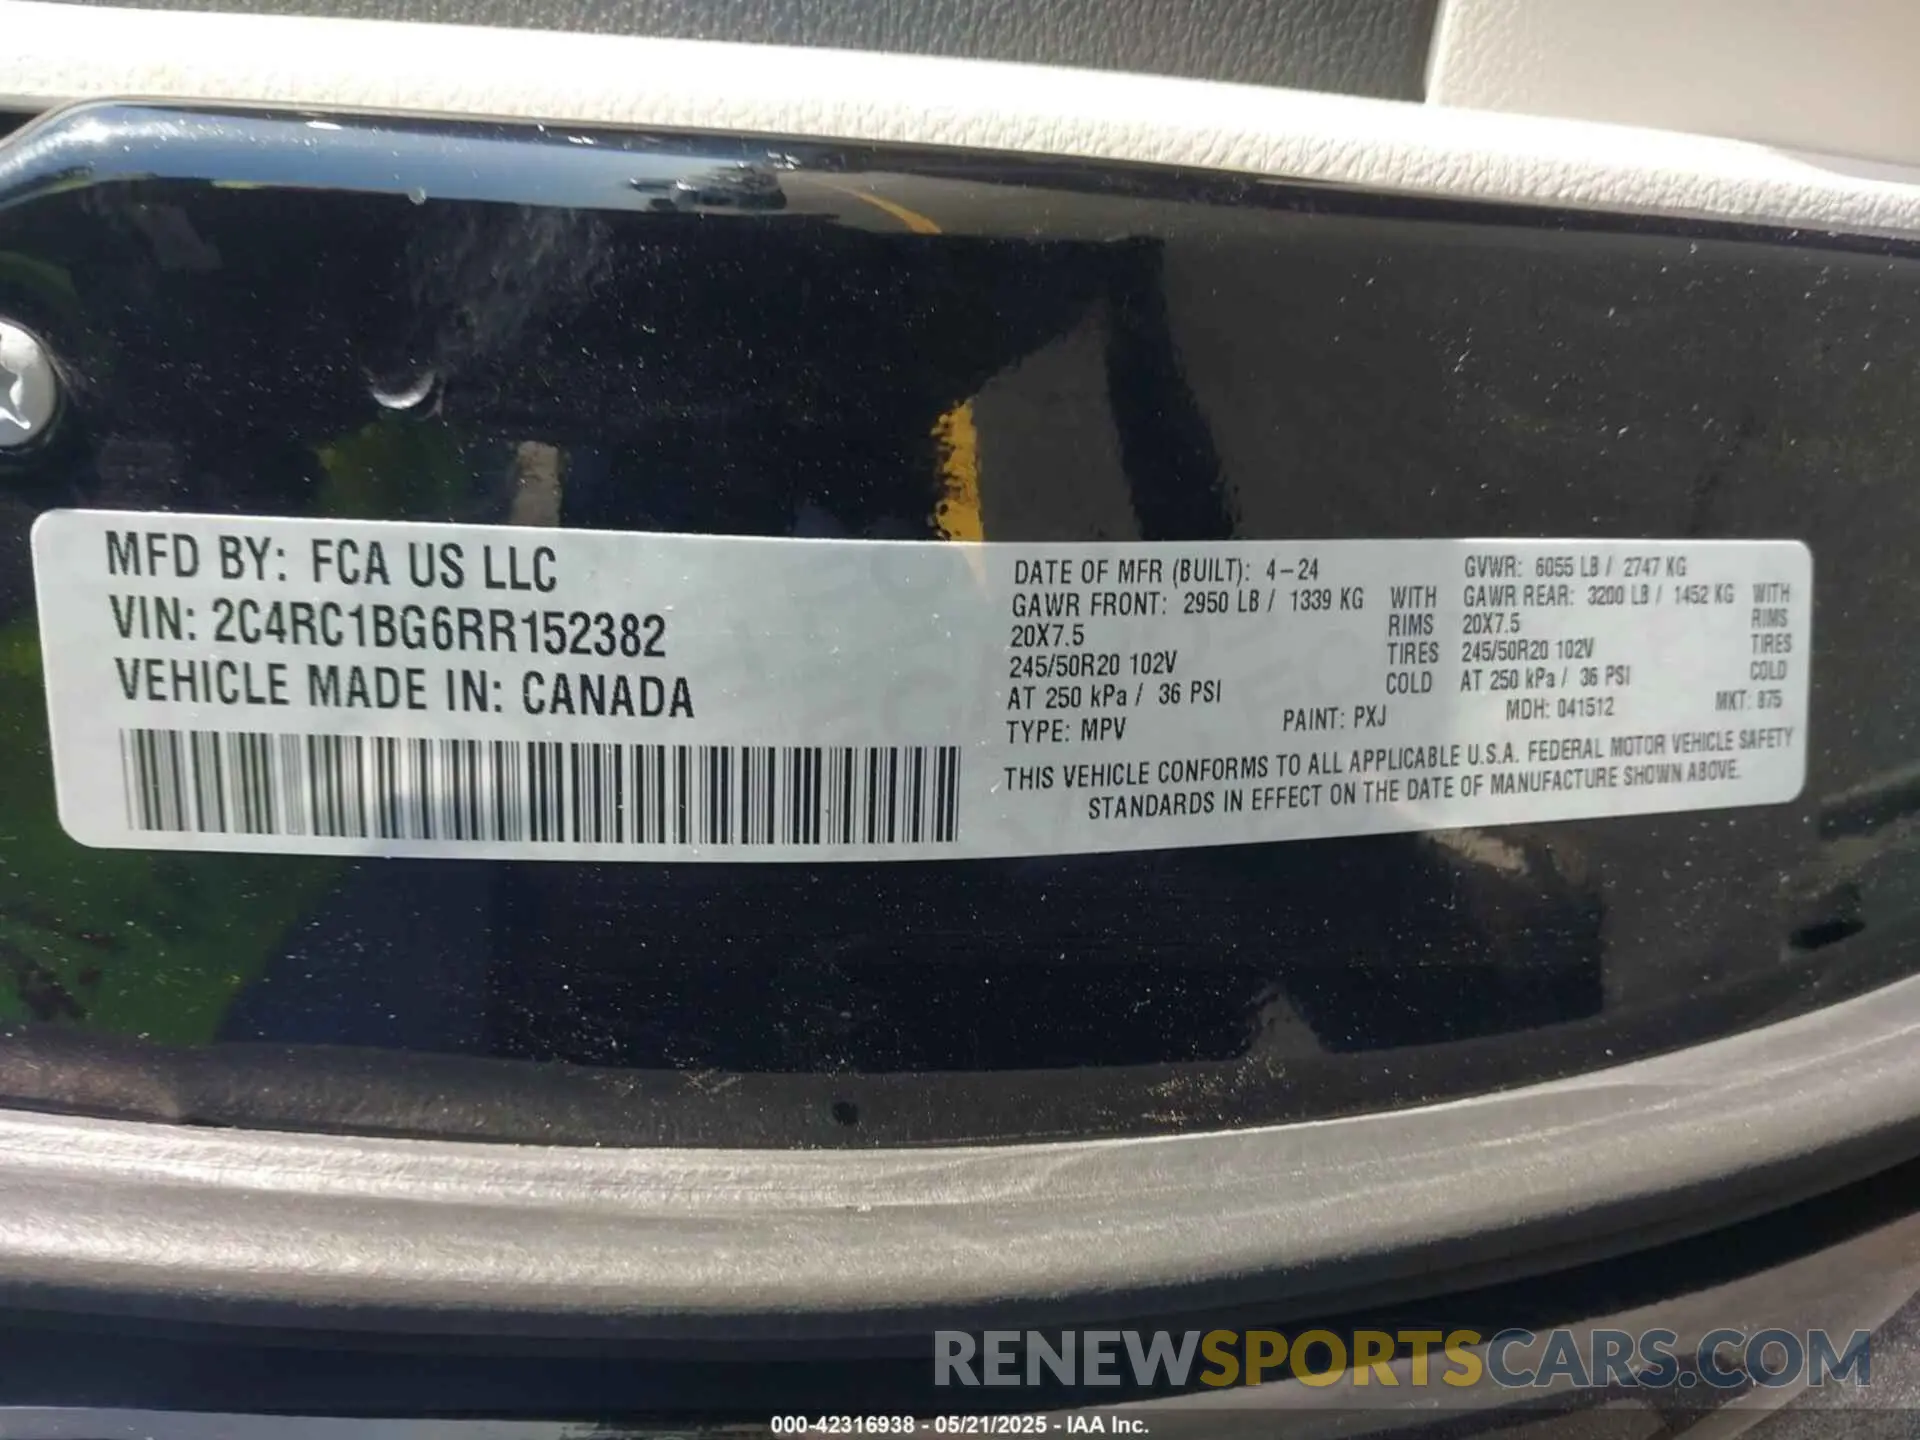 MFD BY: FCA US LLC
VIN: 2C4RC1BG6RR152382
VEHICLE MADE IN: CANADA
DATE OF MFR (BUILT): 4-24 GVWR: 6055 LB / 2747 KG
GAWR FRONT: 2950 LB / 1339 KG WITH GAWR REAR: 3200 LB / 1452 KG WITH
20X7.5 RIMS 20X7.5 RIMS
245/50R20 102V TIRES 245/50R20 102V TIRES
AT 250 kPa / 36 PSI COLD AT 250 kPa / 36 PSI COLD
TYPE: MPV PAINT: PXJ MDH: 041512 MKT: 875
THIS VEHICLE CONFORMS TO ALL APPLICABLE U.S.A. FEDERAL MOTOR VEHICLE SAFETY
STANDARDS IN EFFECT ON THE DATE OF MANUFACTURE SHOWN ABOVE.
RENEWSPORTSCARS.COM
000-42316938 - 05/21/2025 - IAA Inc.